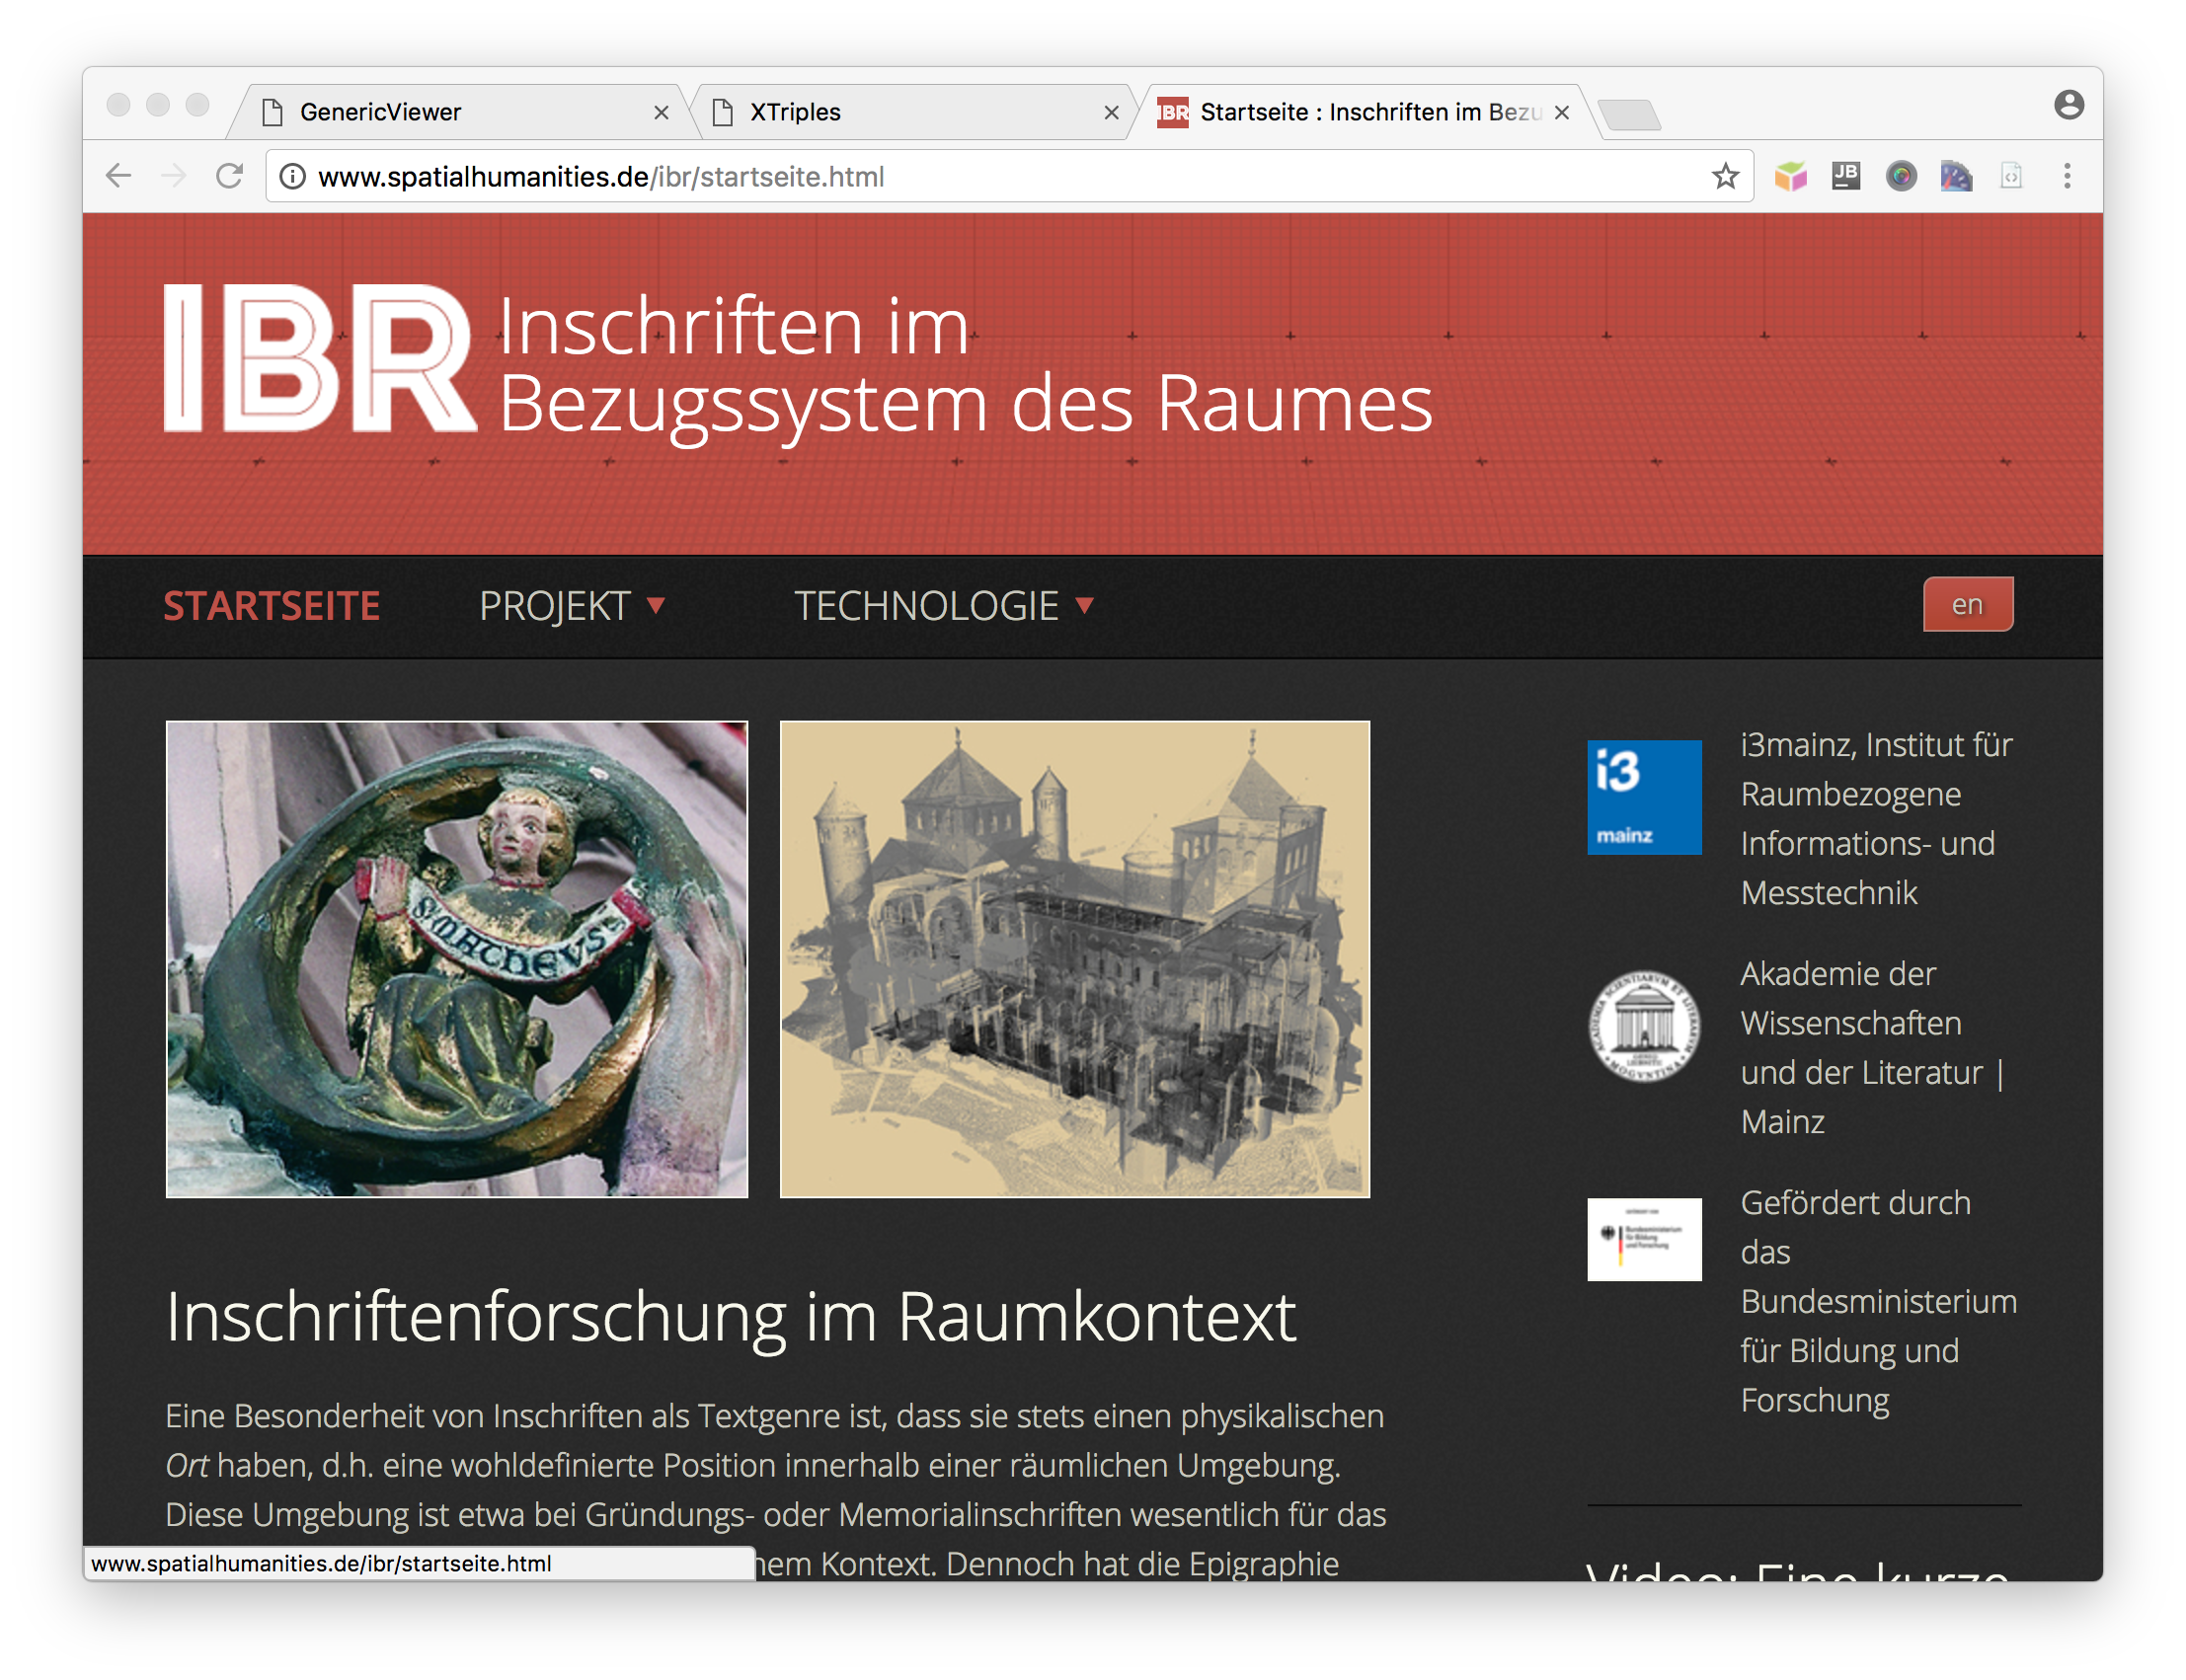 GenericViewer
XTriples
IBR Startseite : Inschriften im Bezu
www.spatialhumanities.de/ibr/startseite.html
JB
IBR
Inschriften im
Bezugssystem des Raumes
STARTSEITE
PROJEKT
TECHNOLOGIE
en
S·MATHEVS
i3
mainz
i3mainz, Institut für
Raumbezogene
Informations- und
Messtechnik
Akademie der
Wissenschaften
und der Literatur |
Mainz
Gefördert durch
das
Bundesministerium
für Bildung und
Forschung
Inschriftenforschung im Raumkontext
Eine Besonderheit von Inschriften als Textgenre ist, dass sie stets einen physikalischen
Ort haben, d.h. eine wohldefinierte Position innerhalb einer räumlichen Umgebung.
Diese Umgebung ist etwa bei Gründungs- oder Memorialinschriften wesentlich für das
nem Kontext. Dennoch hat die Epigraphie
Video: Eine kurze
www.spatialhumanities.de/ibr/startseite.html